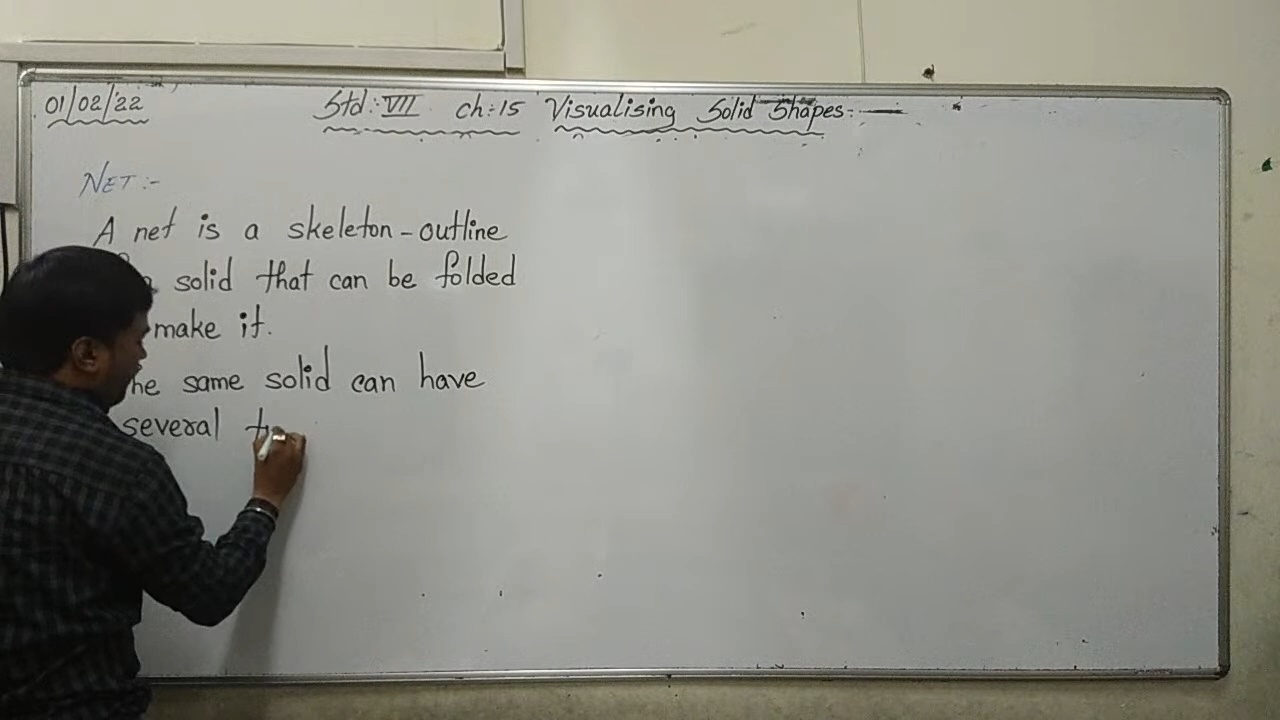 01/02/22 Std:- VII ch:-15 Visualising Solid Shapes:-
NET :-
A net is a skeleton-outline
solid that can be folded
make it.
he same solid can have
several